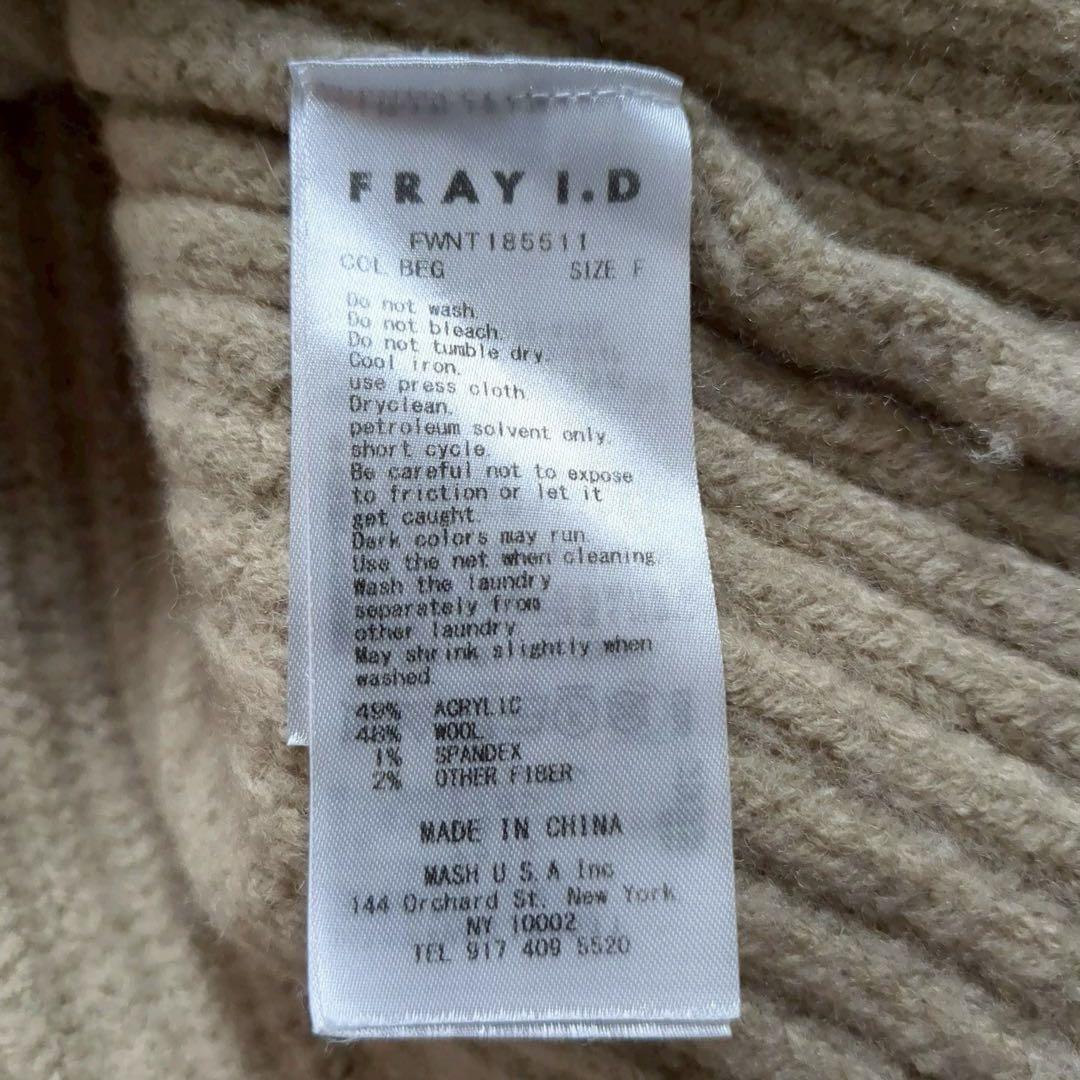 FRAY I.D
FWNT185511
COL BEG SIZE F
Do not wash.
Do not bleach.
Do not tumble dry.
Cool iron.
use press cloth
Dryclean.
petroleum solvent only.
short cycle.
Be careful not to expose
to friction or let it
get caught.
Dark colors may run
Use the net when cleaning.
Wash the laundry
separately from
other laundry
May shrink slightly when
washed.
49% ACRYLIC
48% WOOL
1% SPANDEX
2% OTHER FIBER
MADE IN CHINA
MASH U.S.A Inc
144 Orchard St. New York
NY 10002
TEL 917 409 5520